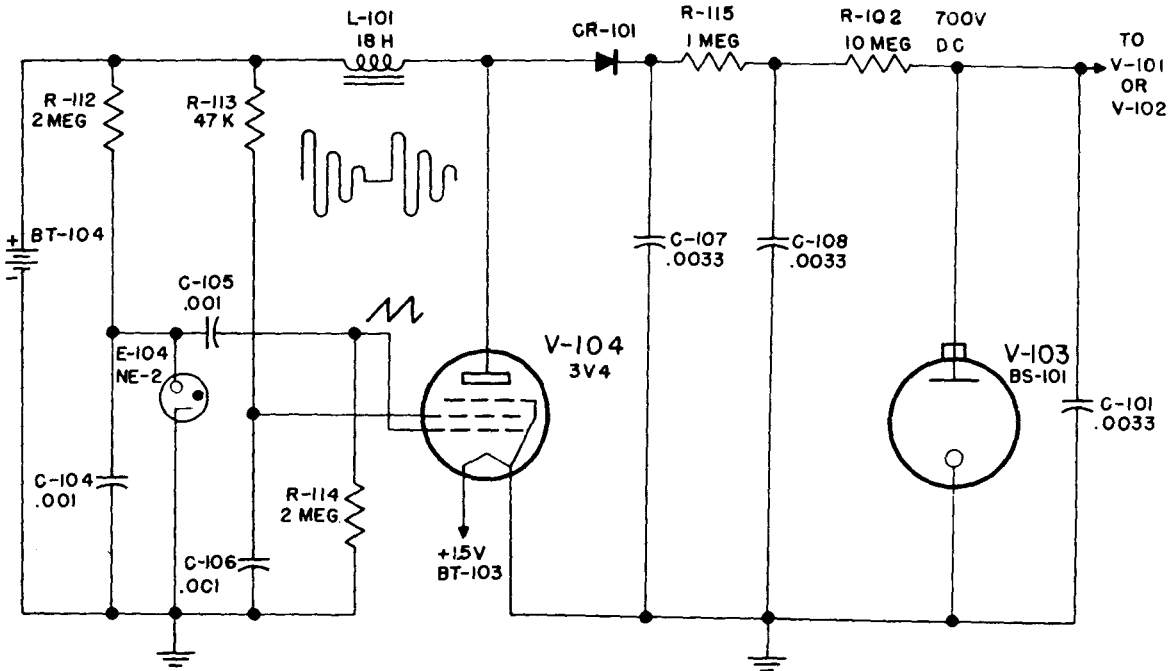 L-101
18 H
CR-101
R-115
1 MEG
R-102
10 MEG
700V
DC
TO
V-101
OR
V-102
R-112
2 MEG
R-113
47 K
+
BT-104
-
C-105
.001
C-107
.0033
C-108
.0033
E-104
NE-2
V-104
3V4
V-103
BS-101
C-101
.0033
C-104
.001
R-114
2 MEG.
C-106
.001
+1.5V
BT-103